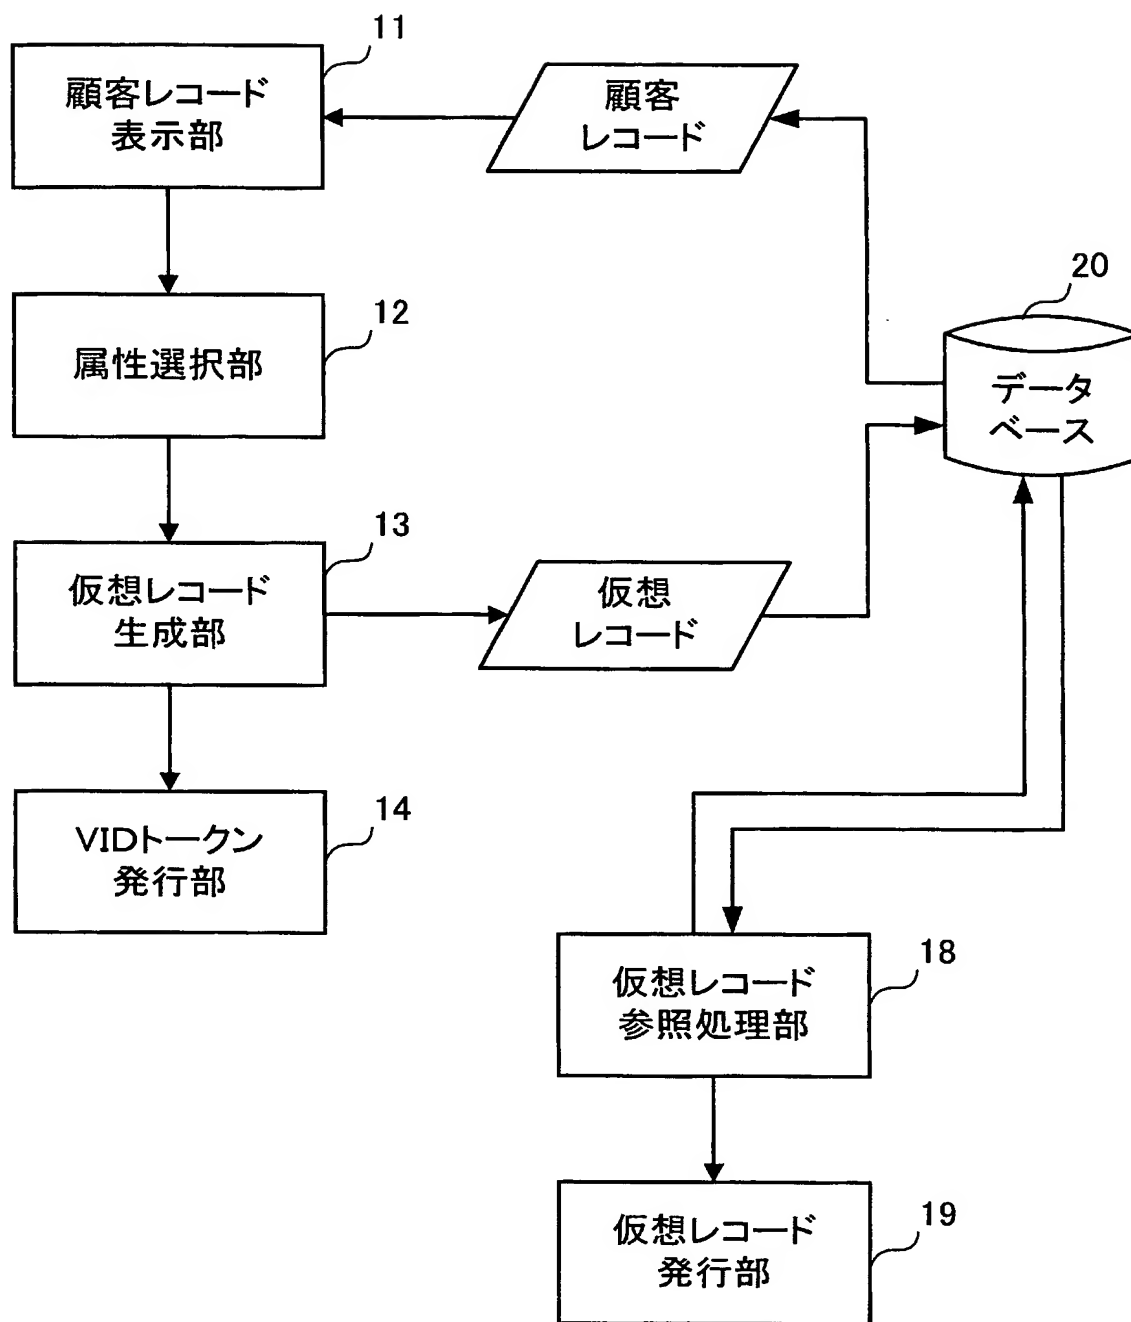 11
顧客レコード
表示部
顧客
レコード
20
データ
ベース
12
属性選択部
13
仮想レコード
生成部
仮想
レコード
14
VIDトークン
発行部
18
仮想レコード
参照処理部
19
仮想レコード
発行部